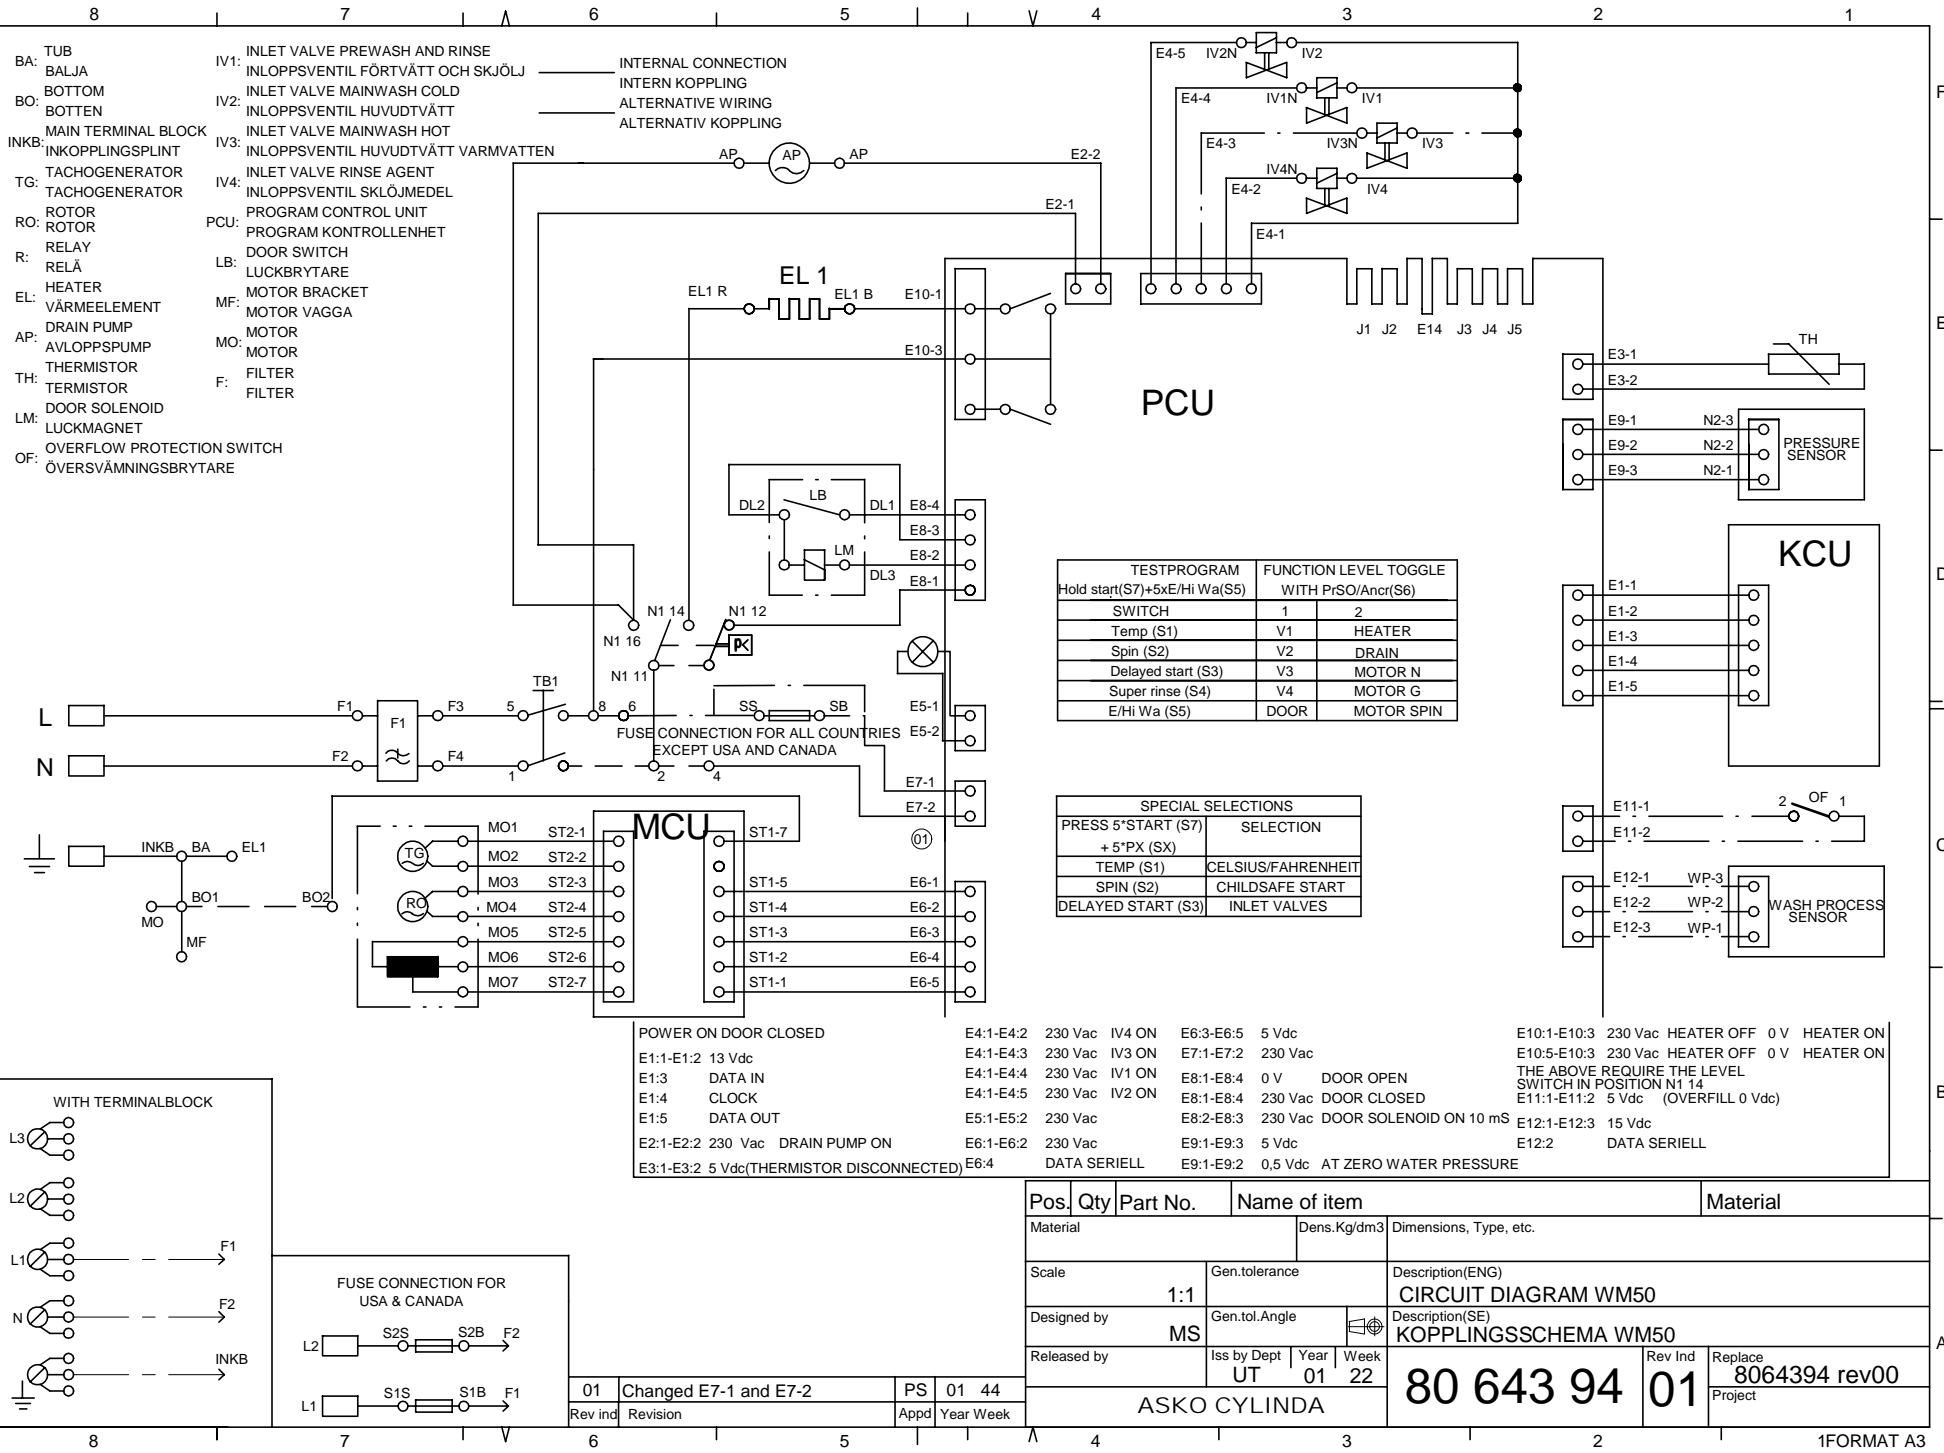 8 7 6 5 4 3 2 1
F
E
D
C
B
A
BA: TUB
BALJA
BO: BOTTOM
BOTTEN
INKB: MAIN TERMINAL BLOCK
INKOPPLINGSPLINT
TG: TACHOGENERATOR
TACHOGENERATOR
RO: ROTOR
ROTOR
R: RELAY
RELÄ
EL: HEATER
VÄRMEELEMENT
AP: DRAIN PUMP
AVLOPPSPUMP
TH: THERMISTOR
TERMISTOR
LM: DOOR SOLENOID
LUCKMAGNET
OF: OVERFLOW PROTECTION SWITCH
ÖVERSVÄMNINGSBRYTARE
IV1: INLET VALVE PREWASH AND RINSE
INLOPPSVENTIL FÖRTVÄTT OCH SKJÖLJ
IV2: INLET VALVE MAINWASH COLD
INLOPPSVENTIL HUVUDTVÄTT
IV3: INLET VALVE MAINWASH HOT
INLOPPSVENTIL HUVUDTVÄTT VARMVATTEN
IV4: INLET VALVE RINSE AGENT
INLOPPSVENTIL SKLÖJMEDEL
PCU: PROGRAM CONTROL UNIT
PROGRAM KONTROLLENHET
LB: DOOR SWITCH
LUCKBRYTARE
MF: MOTOR BRACKET
MOTOR VAGGA
MO: MOTOR
MOTOR
F: FILTER
FILTER
INTERNAL CONNECTION
INTERN KOPPLING
ALTERNATIVE WIRING
ALTERNATIV KOPPLING
AP AP AP E2-2
E2-1
E4-5 IV2N IV2
E4-4 IV1N IV1
E4-3 IV3N IV3
E4-2 IV4N IV4
E4-1
EL1 R EL 1 EL1 B E10-1
E10-3
J1 J2 E14 J3 J4 J5
PCU
E3-1 TH
E3-2
E9-1 N2-3
E9-2 N2-2
E9-3 N2-1
PRESSURE
SENSOR
KCU
E1-1
E1-2
E1-3
E1-4
E1-5
DL2 LB DL1 E8-4
E8-3
LM E8-2
DL3 E8-1
N1 14 N1 12
N1 16
P<
N1 11
TESTPROGRAM FUNCTION LEVEL TOGGLE
Hold start(S7)+5xE/Hi Wa(S5) WITH PrSO/Ancr(S6)
SWITCH 1 2
Temp (S1) V1 HEATER
Spin (S2) V2 DRAIN
Delayed start (S3) V3 MOTOR N
Super rinse (S4) V4 MOTOR G
E/Hi Wa (S5) DOOR MOTOR SPIN
TB1
L F1 F1 F3 5 8 6 SS SB E5-1
FUSE CONNECTION FOR ALL COUNTRIES E5-2
EXCEPT USA AND CANADA
N F2 F4 1 2 4
E7-1
E7-2
01
SPECIAL SELECTIONS
PRESS 5*START (S7) SELECTION
+ 5*PX (SX)
TEMP (S1) CELSIUS/FAHRENHEIT
SPIN (S2) CHILDSAFE START
DELAYED START (S3) INLET VALVES
E11-1 2 OF 1
E11-2
E12-1 WP-3
E12-2 WP-2
E12-3 WP-1
WASH PROCESS
SENSOR
INKB BA EL1
BO1 BO2
MO
MF
MCU
TG
RO
MO1 ST2-1 ST1-7
MO2 ST2-2
MO3 ST2-3 ST1-5 E6-1
MO4 ST2-4 ST1-4 E6-2
MO5 ST2-5 ST1-3 E6-3
MO6 ST2-6 ST1-2 E6-4
MO7 ST2-7 ST1-1 E6-5
POWER ON DOOR CLOSED
E1:1-E1:2 13 Vdc
E1:3 DATA IN
E1:4 CLOCK
E1:5 DATA OUT
E2:1-E2:2 230 Vac DRAIN PUMP ON
E3:1-E3:2 5 Vdc(THERMISTOR DISCONNECTED)
E4:1-E4:2 230 Vac IV4 ON
E4:1-E4:3 230 Vac IV3 ON
E4:1-E4:4 230 Vac IV1 ON
E4:1-E4:5 230 Vac IV2 ON
E5:1-E5:2 230 Vac
E6:1-E6:2 230 Vac
E6:4 DATA SERIELL
E6:3-E6:5 5 Vdc
E7:1-E7:2 230 Vac
E8:1-E8:4 0 V DOOR OPEN
E8:1-E8:4 230 Vac DOOR CLOSED
E8:2-E8:3 230 Vac DOOR SOLENOID ON 10 mS
E9:1-E9:3 5 Vdc
E9:1-E9:2 0,5 Vdc AT ZERO WATER PRESSURE
E10:1-E10:3 230 Vac HEATER OFF 0 V HEATER ON
E10:5-E10:3 230 Vac HEATER OFF 0 V HEATER ON
THE ABOVE REQUIRE THE LEVEL
SWITCH IN POSITION N1 14
E11:1-E11:2 5 Vdc (OVERFILL 0 Vdc)
E12:1-E12:3 15 Vdc
E12:2 DATA SERIELL
WITH TERMINALBLOCK
L3
L2
L1 F1
N F2
INKB
FUSE CONNECTION FOR
USA & CANADA
L2 S2S S2B F2
L1 S1S S1B F1
01 Changed E7-1 and E7-2 PS 01 44
Rev ind Revision Appd Year Week
Pos. Qty Part No. Name of item Material
Material Dens.Kg/dm3 Dimensions, Type, etc.
Scale 1:1 Gen.tolerance Description(ENG)
CIRCUIT DIAGRAM WM50
Designed by MS Gen.tol.Angle Description(SE)
KOPPLINGSSCHEMA WM50
Released by Iss by Dept UT Year 01 Week 22
80 643 94
Rev Ind 01
Replace 8064394 rev00
Project
ASKO CYLINDA
8 7 6 5 4 3 2 1FORMAT A3